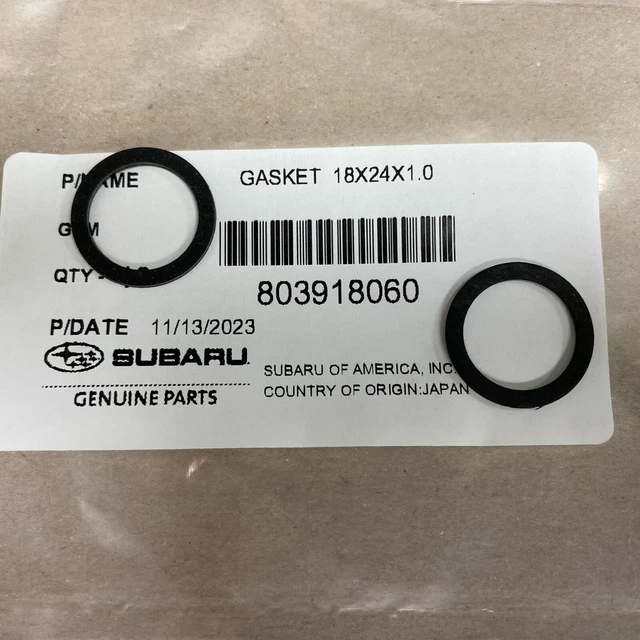 GASKET 18X24X1.0
QTY
803918060
P/DATE 11/13/2023
SUBARU
GENUINE PARTS
SUBARU OF AMERICA, INC.
COUNTRY OF ORIGIN:JAPAN